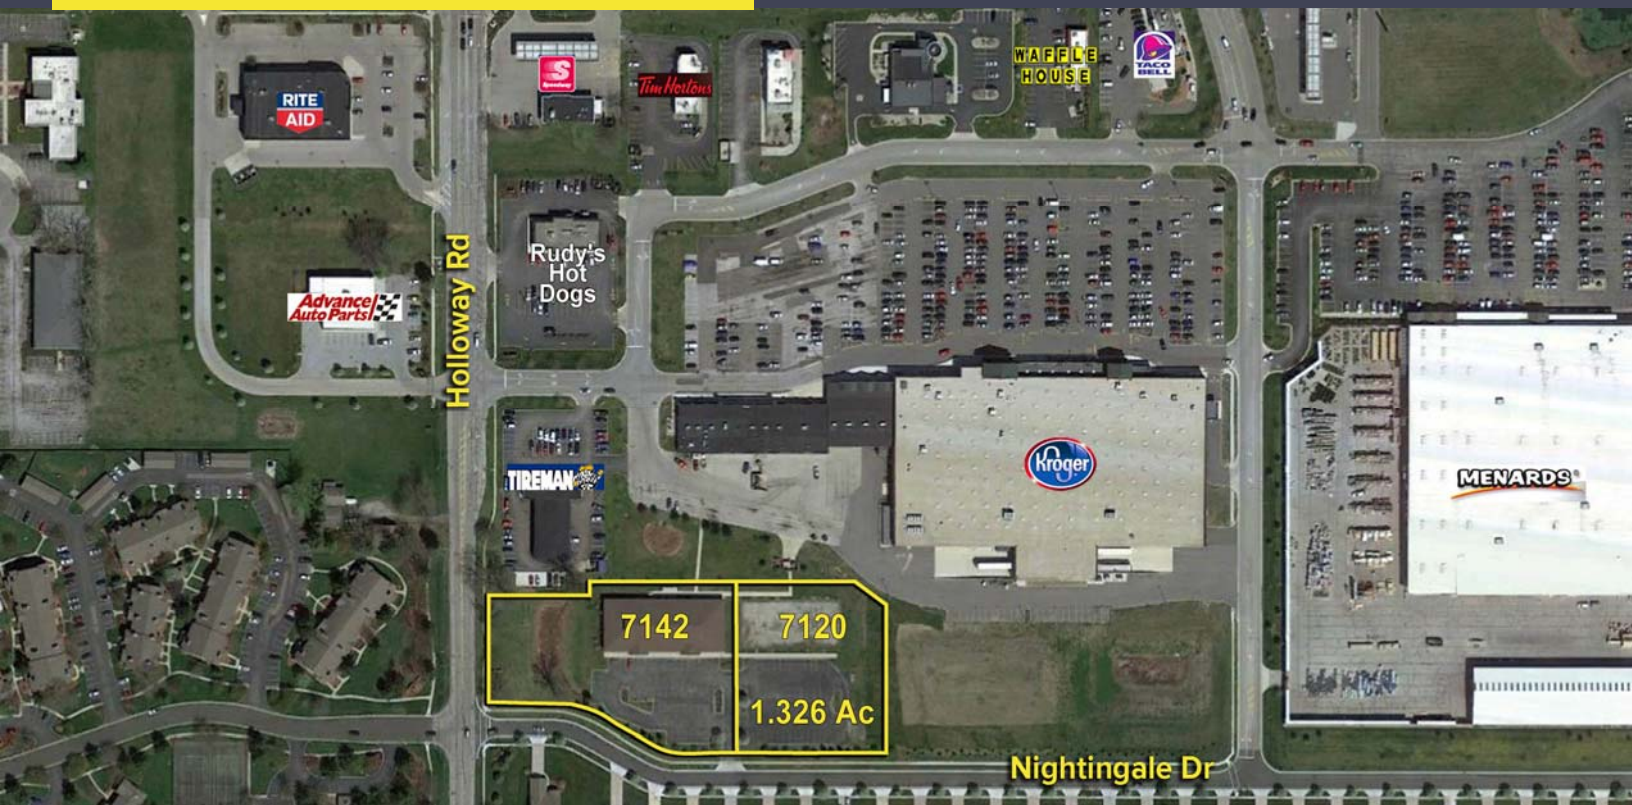 S
Speedway
Tim Hortons
WAFFLE
HOUSE
TACO
BELL
RITE
AID
Rudy's
Hot
Dogs
Advance
Auto Parts
Holloway Rd
TIREMAN
Kroger
MENARDS®
7142
7120
1.326 Ac
Nightingale Dr